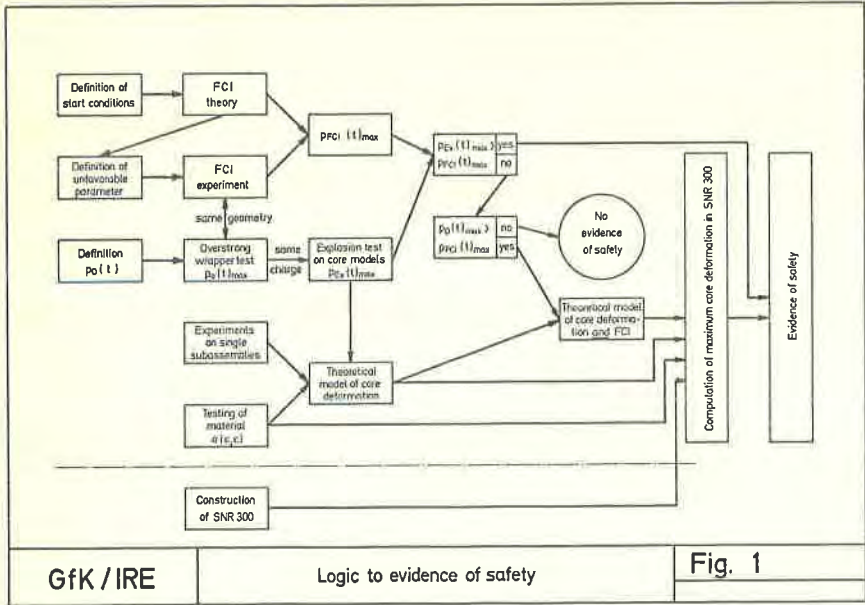 Definition of
start conditions
FCI
theory
PFCI (t)max
Definition of
unfavorable
parameter
FCI
experiment
same geometry
Definition
PD(t)
Overstrong
wrapper test
PD(t)max
same
charge
Explosion test
on core models
PEx(t)max
PEx(t)max > yes
PFCI(t)max no
PD(t)max > no
PFCI(t)max yes
No
evidence
of safety
Experiments
on single
subassemblies
Theoretical
model of core
deformation
Theoretical model
of core deforma-
tion and FCI
Testing of
material
Construction
of SNR 300
Computation of maximum core deformation in SNR 300
Evidence of safety
GfK / IRE
Logic to evidence of safety
Fig. 1